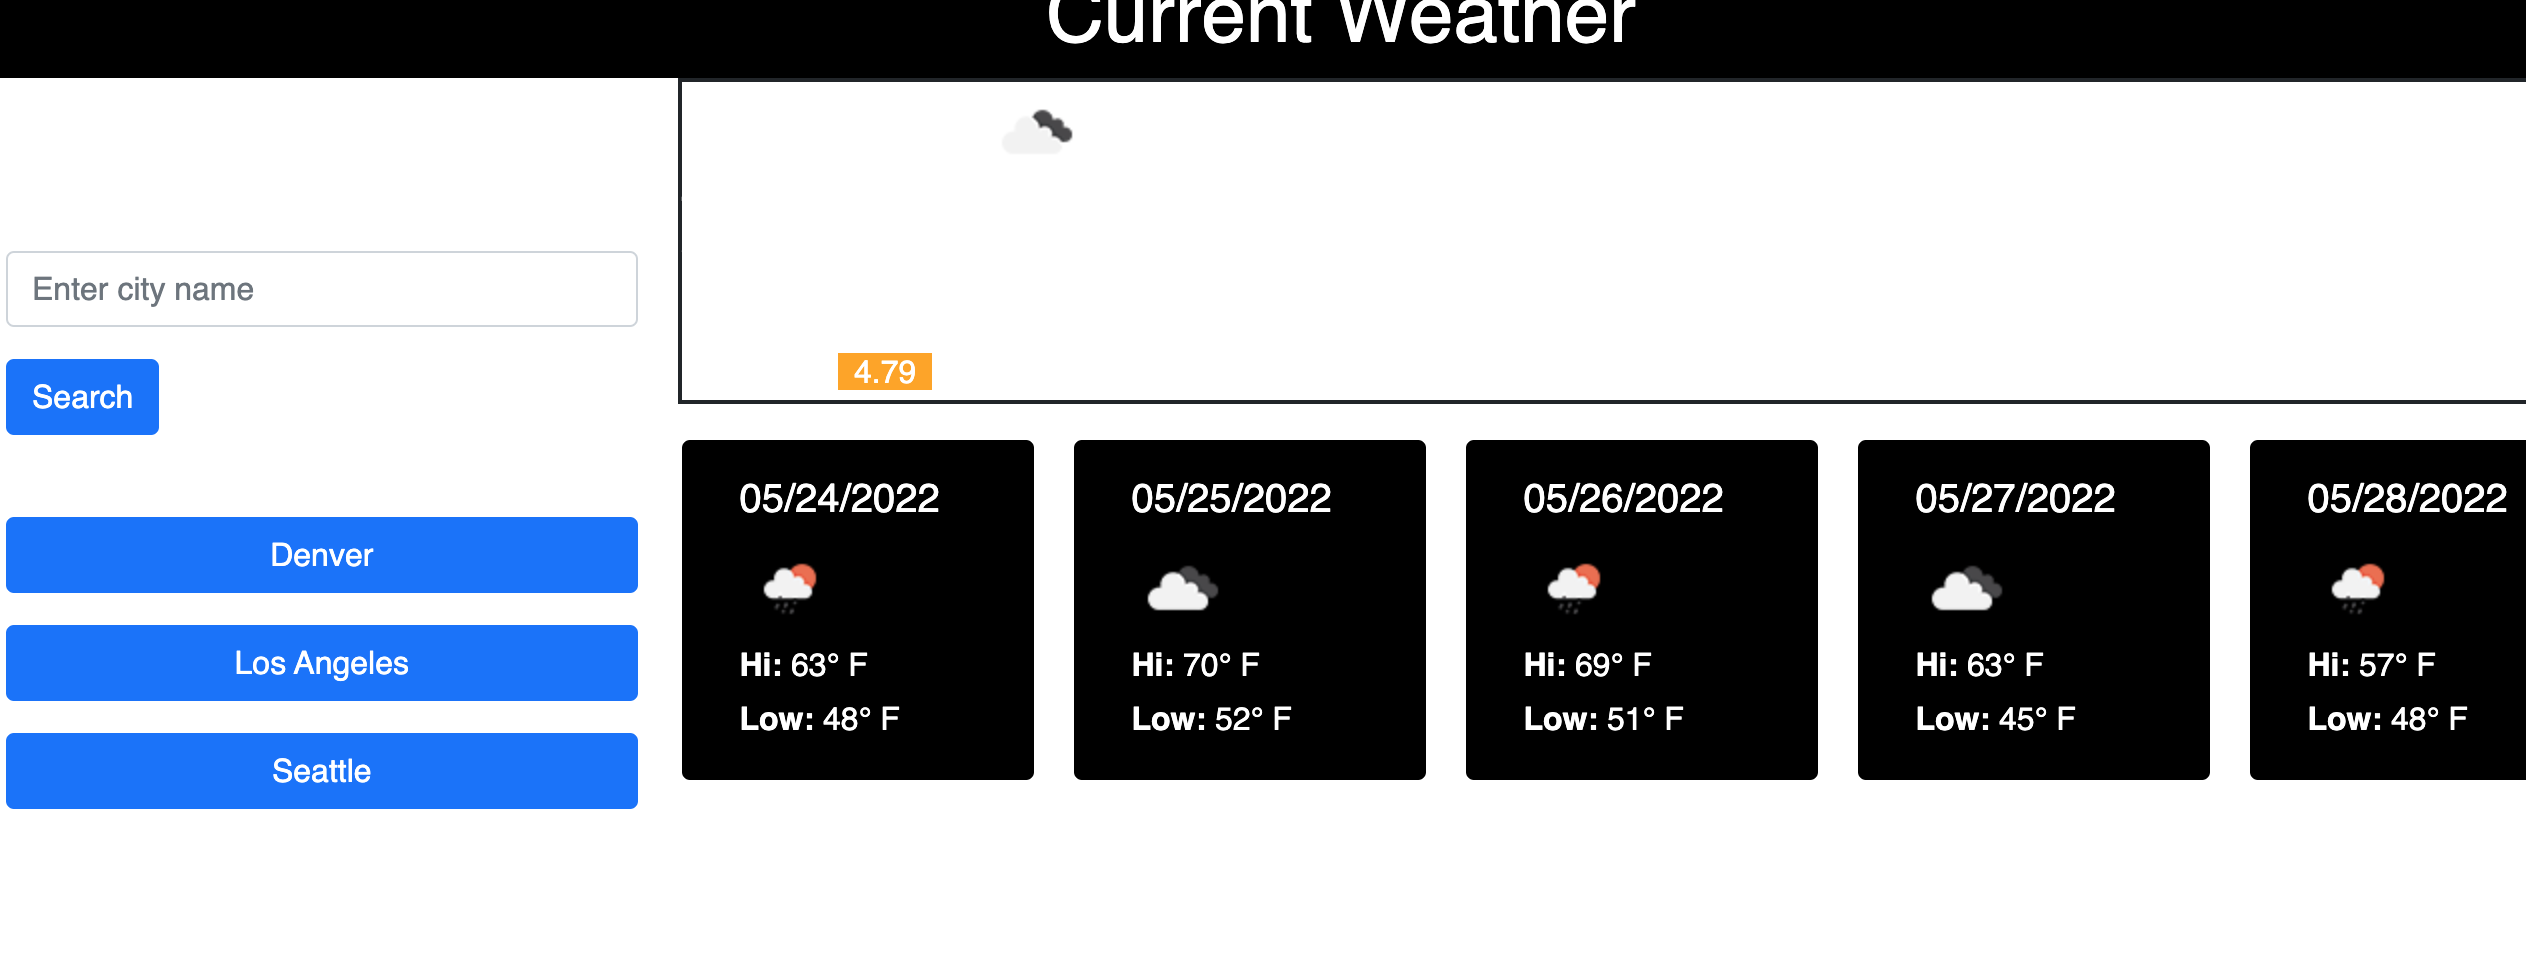 Current Weather
Enter city name
Search
Denver
Los Angeles
Seattle
4.79
05/24/2022
Hi: 63° F
Low: 48° F
05/25/2022
Hi: 70° F
Low: 52° F
05/26/2022
Hi: 69° F
Low: 51° F
05/27/2022
Hi: 63° F
Low: 45° F
05/28/2022
Hi: 57° F
Low: 48° F